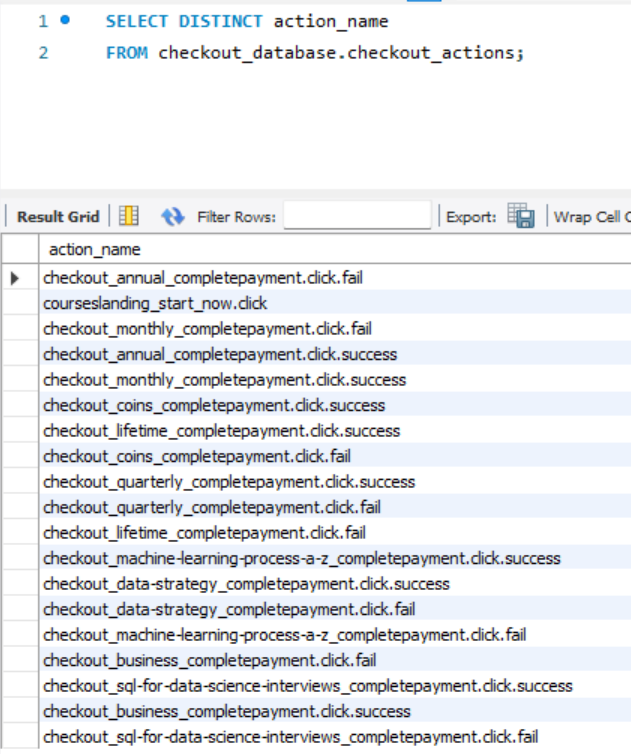 1 SELECT DISTINCT action_name
2 FROM checkout_database.checkout_actions;
Result Grid Filter Rows: Export: Wrap Cell C
action_name
checkout_annual_completepayment.click.fail
courseslanding_start_now.click
checkout_monthly_completepayment.click.fail
checkout_annual_completepayment.click.success
checkout_monthly_completepayment.click.success
checkout_coins_completepayment.click.success
checkout_lifetime_completepayment.click.success
checkout_coins_completepayment.click.fail
checkout_quarterly_completepayment.click.success
checkout_quarterly_completepayment.click.fail
checkout_lifetime_completepayment.click.fail
checkout_machine-learning-process-a-z_completepayment.click.success
checkout_data-strategy_completepayment.click.success
checkout_data-strategy_completepayment.click.fail
checkout_machine-learning-process-a-z_completepayment.click.fail
checkout_business_completepayment.click.fail
checkout_sql-for-data-science-interviews_completepayment.click.success
checkout_business_completepayment.click.success
checkout_sql-for-data-science-interviews_completepayment.click.fail